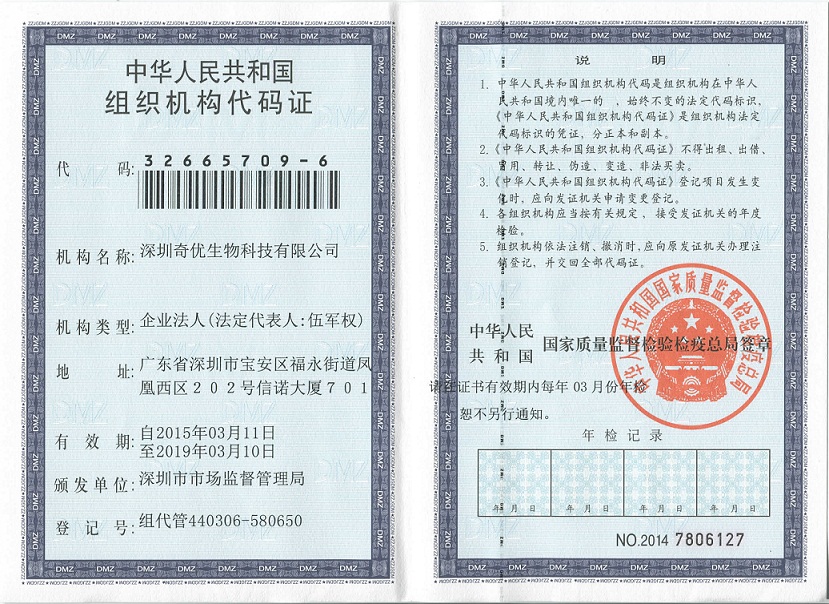 中华人民共和国
组织机构代码证
代 码: 32665709-6
机构名称: 深圳奇优生物科技有限公司
机构类型: 企业法人(法定代表人:伍军权)
地 址: 广东省深圳市宝安区福永街道凤
凰西区202号信诺大厦701
有 效 期: 自2015年03月11日
至2019年03月10日
颁发单位: 深圳市市场监督管理局
登 记 号: 组代管440306-580650
说 明
1. 中华人民共和国组织机构代码是组织机构在中华人
民共和国境内唯一的 、始终不变的法定代码标识,
《中华人民共和国组织机构代码证》是组织机构法定
代码标识的凭证,分正本和副本。
2.《中华人民共和国组织机构代码证》不得出租、出借、
冒用、转让、伪造、变造、非法买卖。
3.《中华人民共和国组织机构代码证》登记项目发生变
化时,应向发证机关申请变更登记。
4. 各组织机构应当按有关规定, 接受发证机关的年度
检验。
5. 组织机构依法注销、撤消时,应向原发证机关办理注
销登记,并交回全部代码证。
中华人民
共和国 国家质量监督检验检疫总局签章
中华人民共和国国家质量监督检验检疫总局
请在证书有效期内每年 03 月份年检
恕不另行通知。
年 检 记 录
年 月 日 年 月 日 年 月 日 年 月 日
NO.2014 7806127